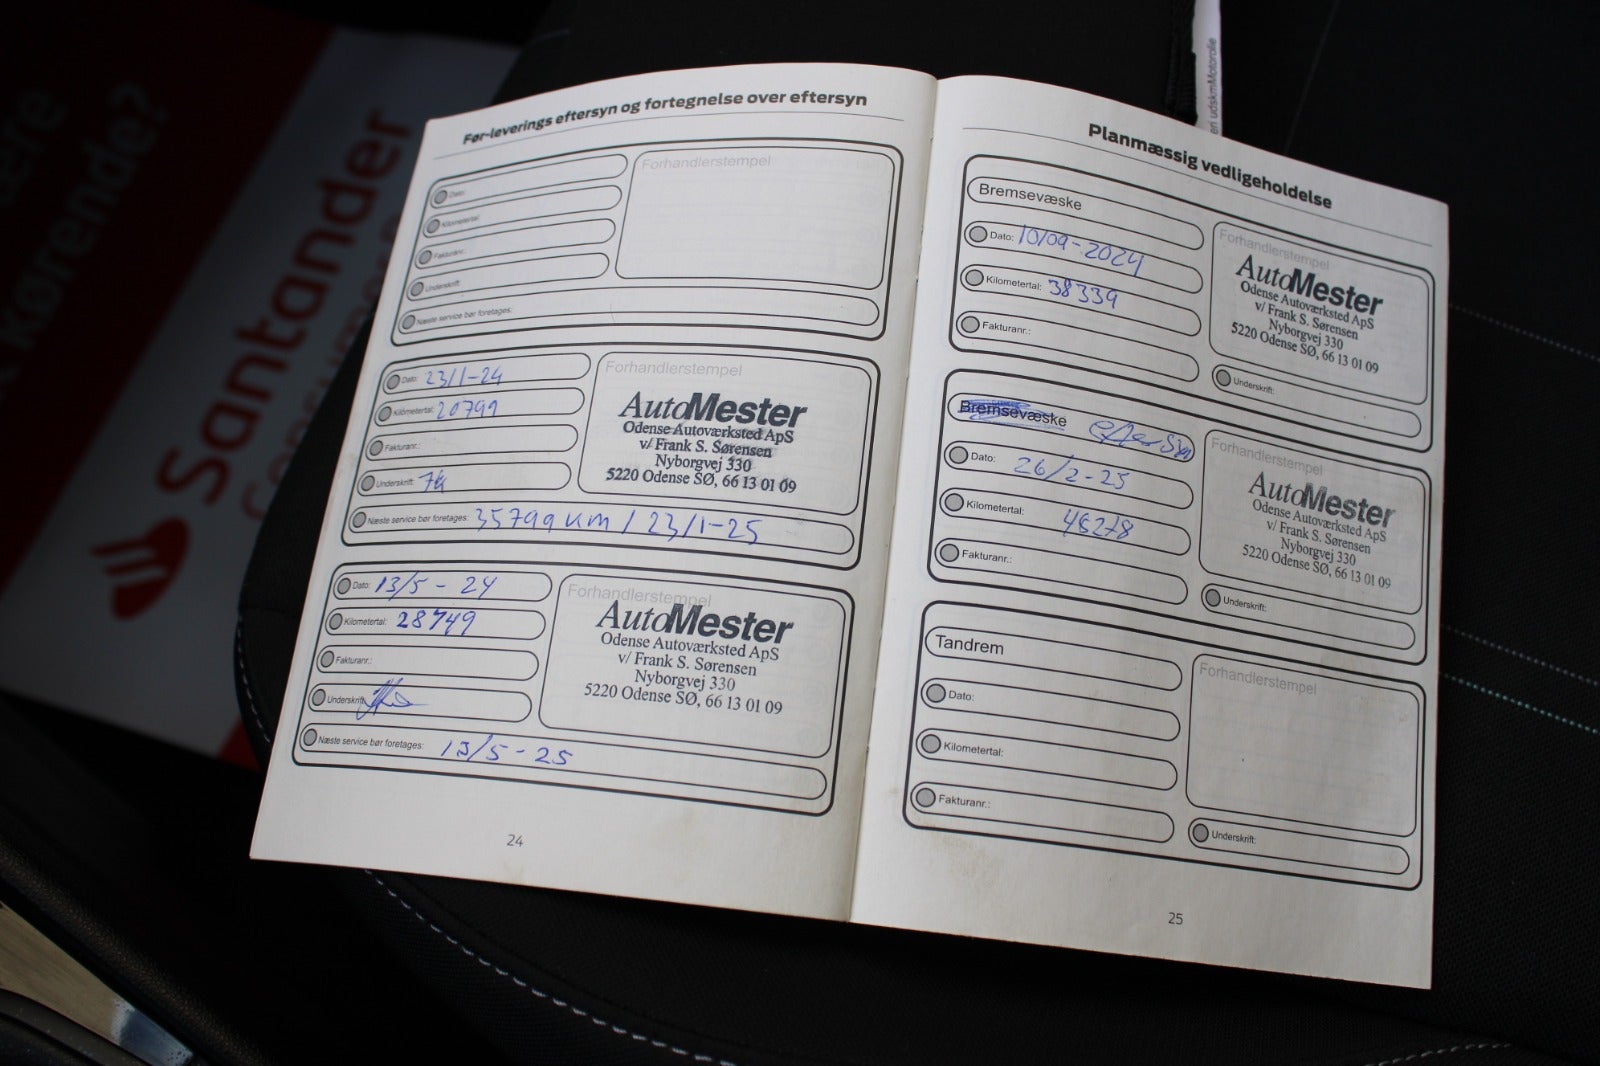 Før-leverings eftersyn og fortegnelse over eftersyn
Dato:
Kilometertal:
Fakturanr.:
Underskrift:
Næste service bør foretages:
Forhandlerstempel
Dato: 23/1-24
Kilometertal: 20799
Fakturanr.:
Underskrift:
Næste service bør foretages: 35799 km / 23/1-25
Forhandlerstempel
AutoMester
Odense Autoværksted ApS
v/ Frank S. Sørensen
Nyborgvej 330
5220 Odense SØ, 66 13 01 09
Dato: 13/5-24
Kilometertal: 28749
Fakturanr.:
Underskrift:
Næste service bør foretages: 13/5-25
Forhandlerstempel
AutoMester
Odense Autoværksted ApS
v/ Frank S. Sørensen
Nyborgvej 330
5220 Odense SØ, 66 13 01 09
24
Planmæssig vedligeholdelse
Bremsevæske
Dato: 10/09-2024
Kilometertal: 38339
Fakturanr.:
Forhandlerstempel
AutoMester
Odense Autoværksted ApS
v/ Frank S. Sørensen
Nyborgvej 330
5220 Odense SØ, 66 13 01 09
Underskrift:
Bremsevæske eftersyn
Dato: 26/2-25
Kilometertal:
Fakturanr.:
Forhandlerstempel
AutoMester
Odense Autoværksted ApS
v/ Frank S. Sørensen
Nyborgvej 330
5220 Odense SØ, 66 13 01 09
Underskrift:
Tandrem
Dato:
Kilometertal:
Fakturanr.:
Forhandlerstempel
Underskrift:
25
Santander
kørende?